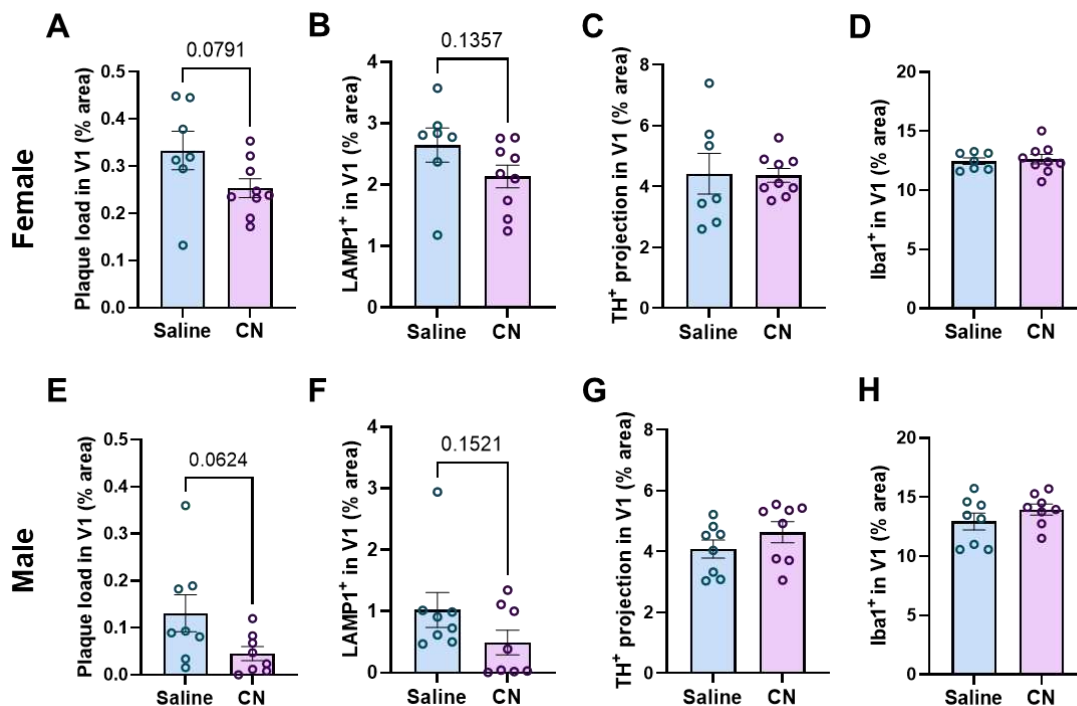 Female
A
0.0791
Plaque load in V1 (% area)
0.5
0.4
0.3
0.2
0.1
0.0
Saline CN
B
0.1357
LAMP1⁺ in V1 (% area)
4
3
2
1
0
Saline CN
C
TH⁺ projection in V1 (% area)
8
6
4
2
0
Saline CN
D
Iba1⁺ in V1 (% area)
20
15
10
5
0
Saline CN
Male
E
0.0624
Plaque load in V1 (% area)
0.5
0.4
0.3
0.2
0.1
0.0
Saline CN
F
0.1521
LAMP1⁺ in V1 (% area)
4
3
2
1
0
Saline CN
G
TH⁺ projection in V1 (% area)
8
6
4
2
0
Saline CN
H
Iba1⁺ in V1 (% area)
20
15
10
5
0
Saline CN